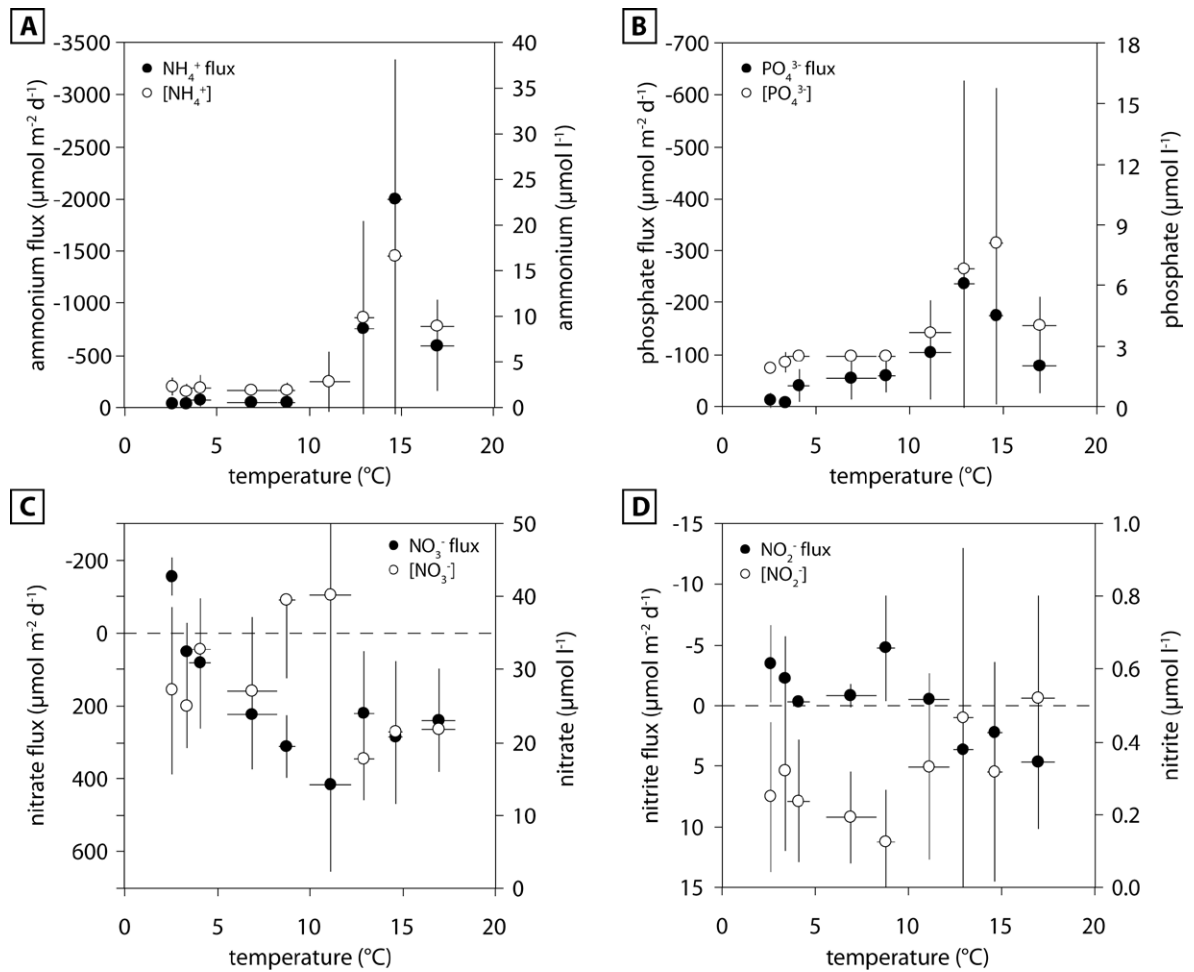 A
-3500
-3000
-2500
-2000
-1500
-1000
-500
0
ammonium flux (µmol m⁻² d⁻¹)
NH₄⁺ flux
[NH₄⁺]
40
35
30
25
20
15
10
5
0
ammonium (µmol l⁻¹)
0 5 10 15 20
temperature (°C)
B
-700
-600
-500
-400
-300
-200
-100
0
phosphate flux (µmol m⁻² d⁻¹)
PO₄³⁻ flux
[PO₄³⁻]
18
15
12
9
6
3
0
phosphate (µmol l⁻¹)
0 5 10 15 20
temperature (°C)
C
-200
0
200
400
600
nitrate flux (µmol m⁻² d⁻¹)
NO₃⁻ flux
[NO₃⁻]
50
40
30
20
10
0
nitrate (µmol l⁻¹)
0 5 10 15 20
temperature (°C)
D
-15
-10
-5
0
5
10
15
nitrite flux (µmol m⁻² d⁻¹)
NO₂⁻ flux
[NO₂⁻]
1.0
0.8
0.6
0.4
0.2
0.0
nitrite (µmol l⁻¹)
0 5 10 15 20
temperature (°C)